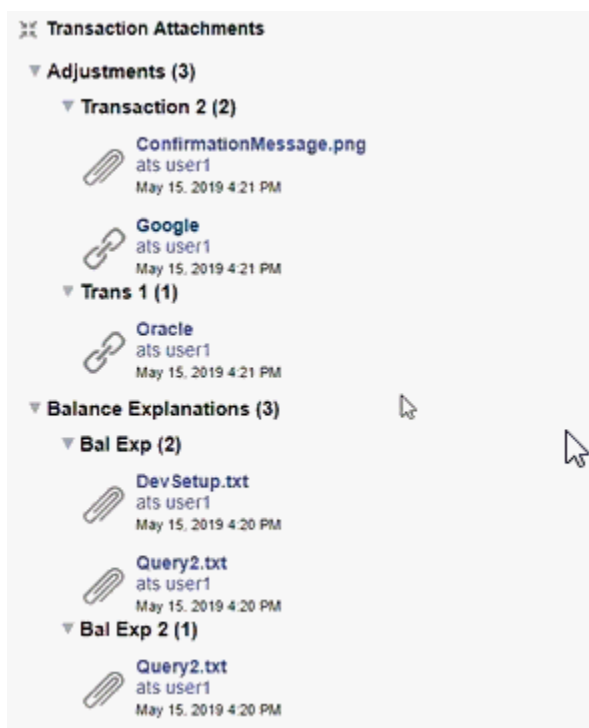 Transaction Attachments
Adjustments (3)
Transaction 2 (2)
ConfirmationMessage.png
ats user1
May 15, 2019 4:21 PM
Google
ats user1
May 15, 2019 4:21 PM
Trans 1 (1)
Oracle
ats user1
May 15, 2019 4:21 PM
Balance Explanations (3)
Bal Exp (2)
DevSetup.txt
ats user1
May 15, 2019 4:20 PM
Query2.txt
ats user1
May 15, 2019 4:20 PM
Bal Exp 2 (1)
Query2.txt
ats user1
May 15, 2019 4:20 PM